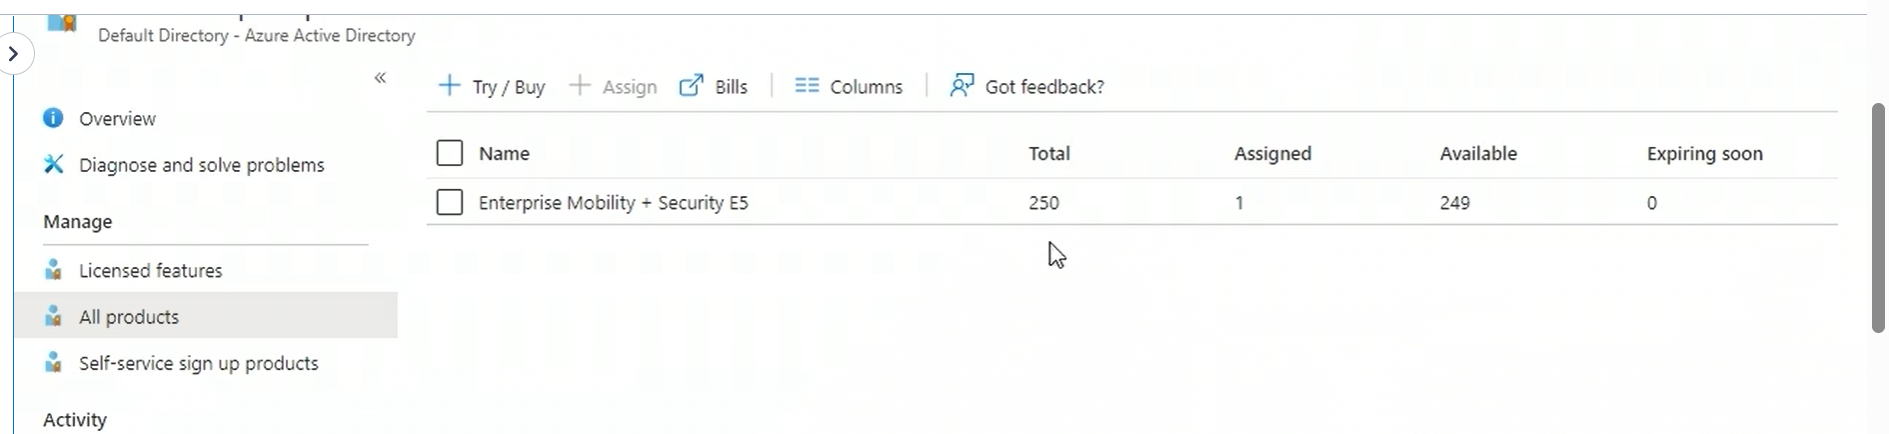 Default Directory - Azure Active Directory
«
Try / Buy Assign Bills Columns Got feedback?
Overview
Diagnose and solve problems
Manage
Licensed features
All products
Self-service sign up products
Activity
Name Total Assigned Available Expiring soon
Enterprise Mobility + Security E5 250 1 249 0